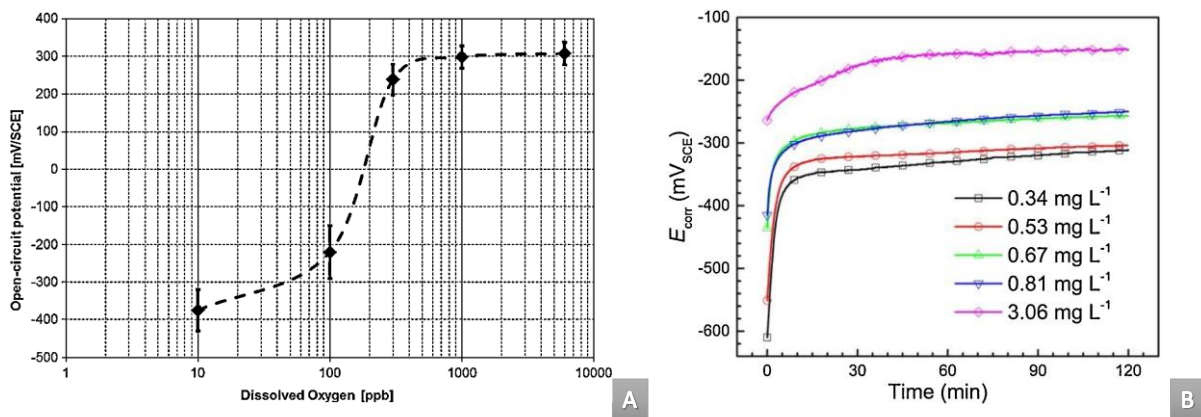 400
300
200
100
0
-100
-200
-300
-400
-500
Open-circuit potential [mV/SCE]
1
10
100
1000
10000
Dissolved Oxygen [ppb]
A
-100
-200
-300
-400
-500
-600
E_corr (mV_SCE)
0.34 mg L⁻¹
0.53 mg L⁻¹
0.67 mg L⁻¹
0.81 mg L⁻¹
3.06 mg L⁻¹
0
30
60
90
120
Time (min)
B